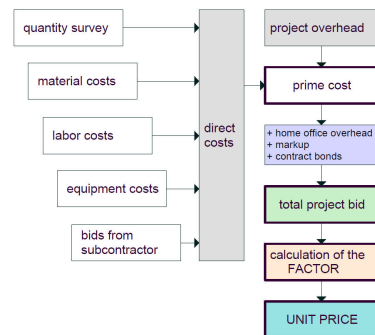 quantity survey
material costs
labor costs
equipment costs
bids from
subcontractor
direct
costs
project overhead
prime cost
+ home office overhead
+ markup
+ contract bonds
total project bid
calculation of the
FACTOR
UNIT PRICE